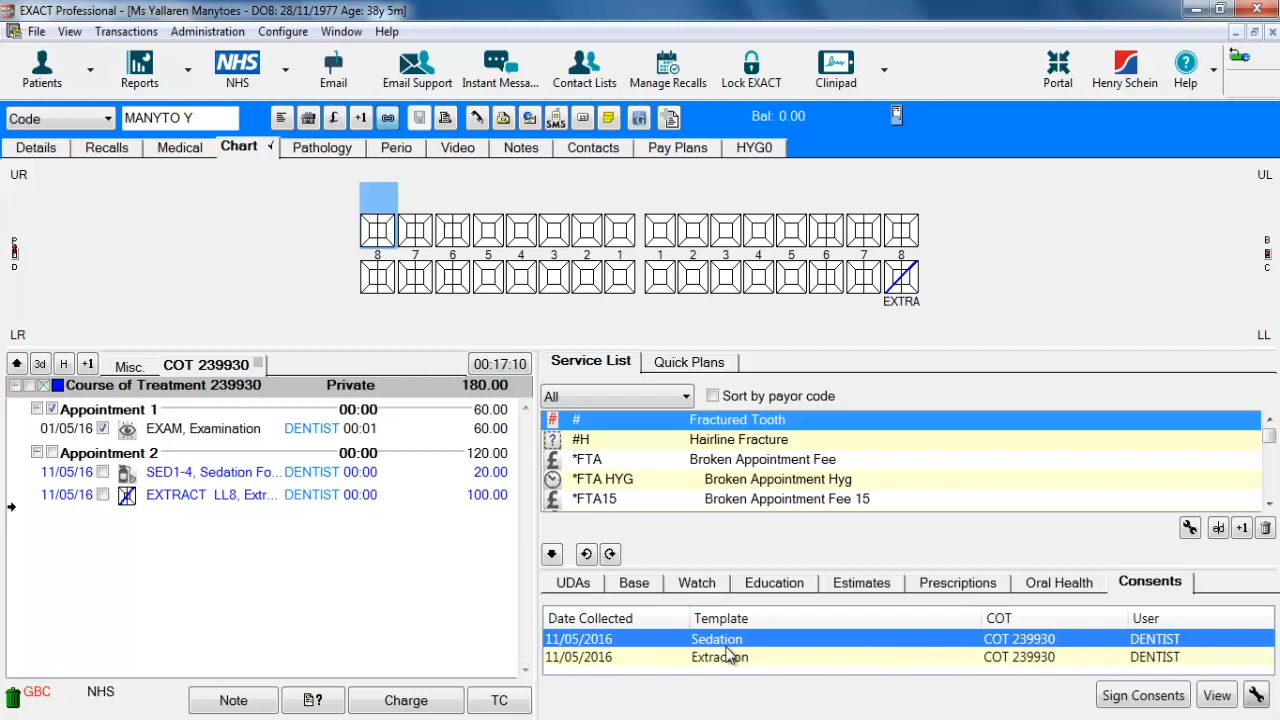 EXACT Professional - [Ms Yallaren Manytoes - DOB: 28/11/1977 Age: 38y 5m]
File View Transactions Administration Configure Window Help
Patients Reports NHS NHS Email Email Support Instant Messa... Contact Lists Manage Recalls Lock EXACT Clinipad Portal Henry Schein Help
Code MANYTO Y £ +1 SMS Bal: 0.00
Details Recalls Medical Chart Pathology Perio Video Notes Contacts Pay Plans HYG0
UR UL
8 7 6 5 4 3 2 1 1 2 3 4 5 6 7 8
P D B C
EXTRA
LR LL
3d H +1 Misc. COT 239930 00:17:10
Course of Treatment 239930 Private 180.00
Appointment 1 00:00 60.00
01/05/16 EXAM, Examination DENTIST 00:01 60.00
Appointment 2 00:00 120.00
11/05/16 SED1-4, Sedation Fo... DENTIST 00:00 20.00
11/05/16 EXTRACT LL8, Extr... DENTIST 00:00 100.00
GBC NHS Note Charge TC
Service List Quick Plans
All Sort by payor code
# # Fractured Tooth
? #H Hairline Fracture
£ *FTA Broken Appointment Fee
*FTA HYG Broken Appointment Hyg
£ *FTA15 Broken Appointment Fee 15
+1
UDAs Base Watch Education Estimates Prescriptions Oral Health Consents
Date Collected Template COT User
11/05/2016 Sedation COT 239930 DENTIST
11/05/2016 Extraction COT 239930 DENTIST
Sign Consents View